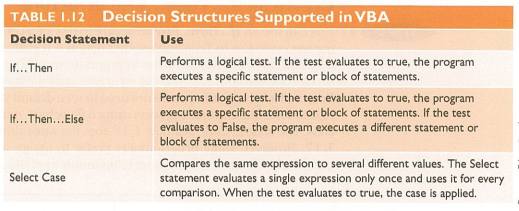 TABLE 1.12 Decision Structures Supported in VBA
Decision Statement Use
If...Then
Performs a logical test. If the test evaluates to true, the program
executes a specific statement or block of statements.
If...Then...Else
Performs a logical test. If the test evaluates to true, the program
executes a specific statement or block of statements. If the test
evaluates to False, the program executes a different statement or
block of statements.
Select Case
Compares the same expression to several different values. The Select
statement evaluates a single expression only once and uses it for every
comparison. When the test evaluates to true, the case is applied.